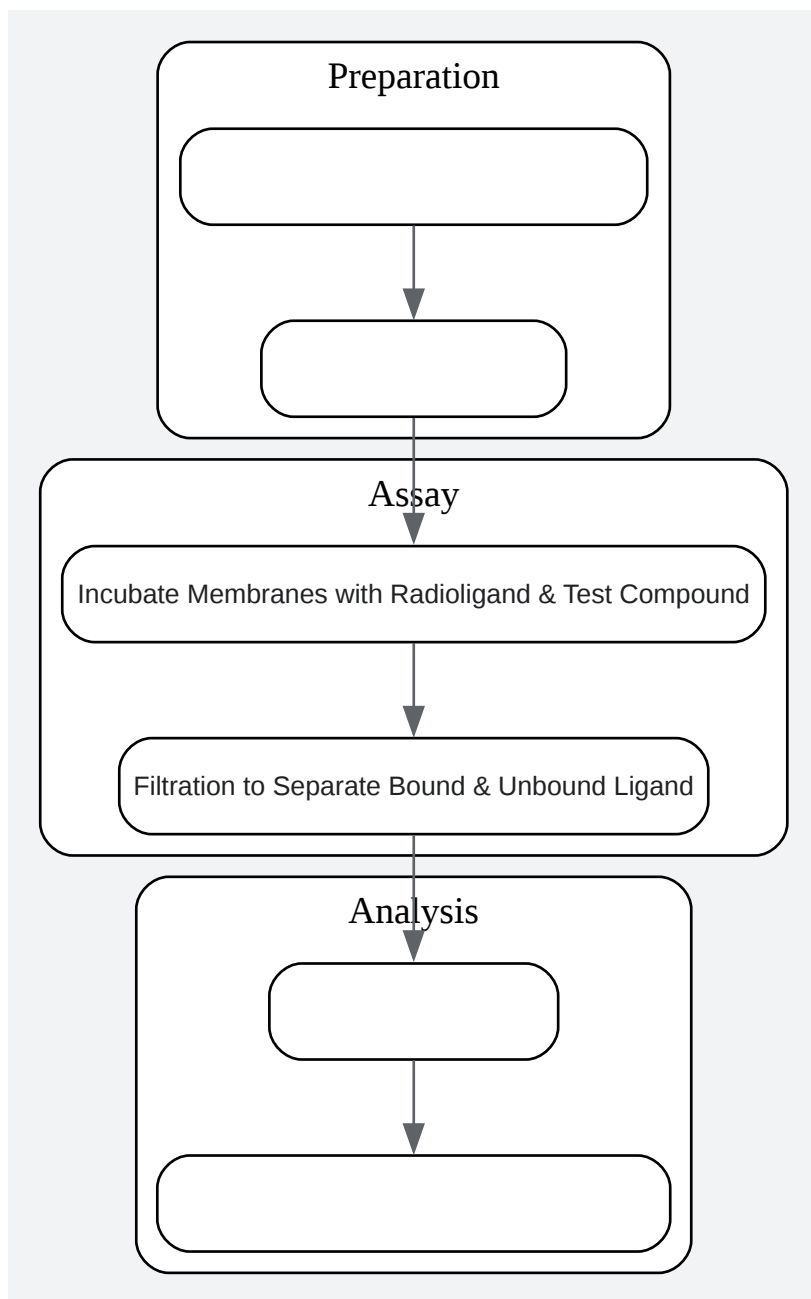 Preparation
Assay
Incubate Membranes with Radioligand & Test Compound
Filtration to Separate Bound & Unbound Ligand
Analysis